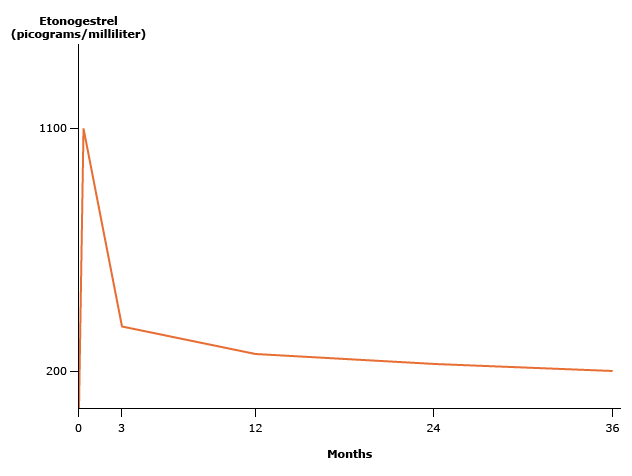 Etonogestrel
(picograms/milliliter)
1100
200
0 3 12 24 36
Months